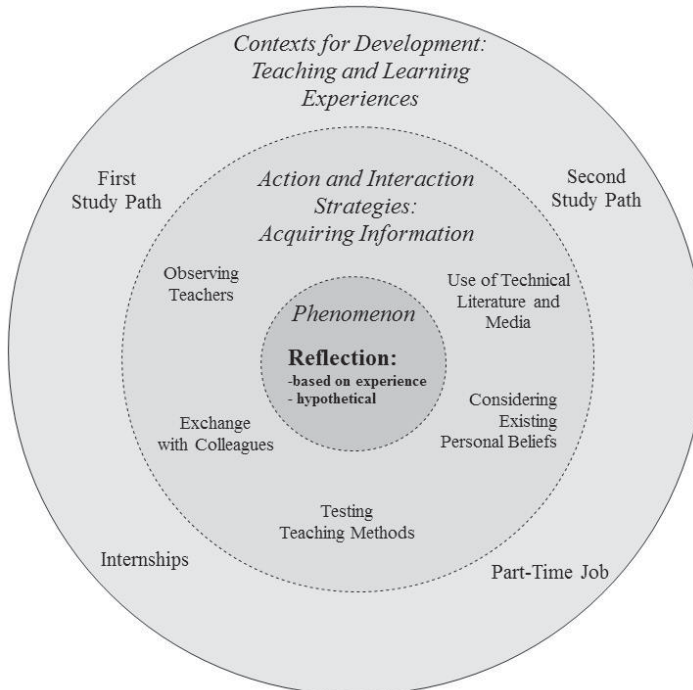 Contexts for Development:
Teaching and Learning
Experiences
First
Study Path
Second
Study Path
Action and Interaction
Strategies:
Acquiring Information
Observing
Teachers
Use of Technical
Literature and
Media
Phenomenon
Reflection:
-based on experience
- hypothetical
Exchange
with Colleagues
Considering
Existing
Personal Beliefs
Testing
Teaching Methods
Internships
Part-Time Job